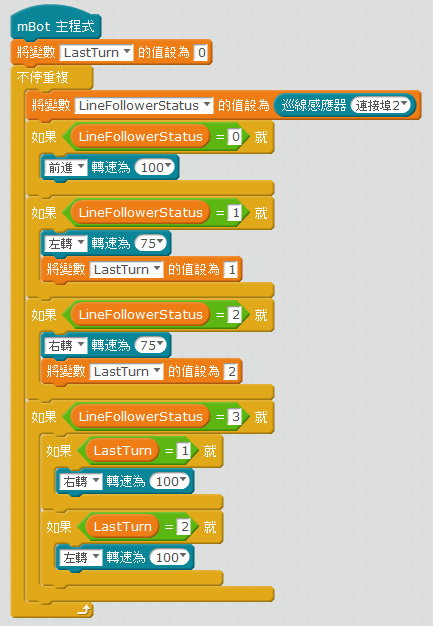 mBot 主程式
將變數 LastTurn 的值設為 0
不停重複
將變數 LineFollowerStatus 的值設為 巡線感應器 連接埠2
如果 LineFollowerStatus = 0 就
前進 轉速為 100
如果 LineFollowerStatus = 1 就
左轉 轉速為 75
將變數 LastTurn 的值設為 1
如果 LineFollowerStatus = 2 就
右轉 轉速為 75
將變數 LastTurn 的值設為 2
如果 LineFollowerStatus = 3 就
如果 LastTurn = 1 就
右轉 轉速為 100
如果 LastTurn = 2 就
左轉 轉速為 100